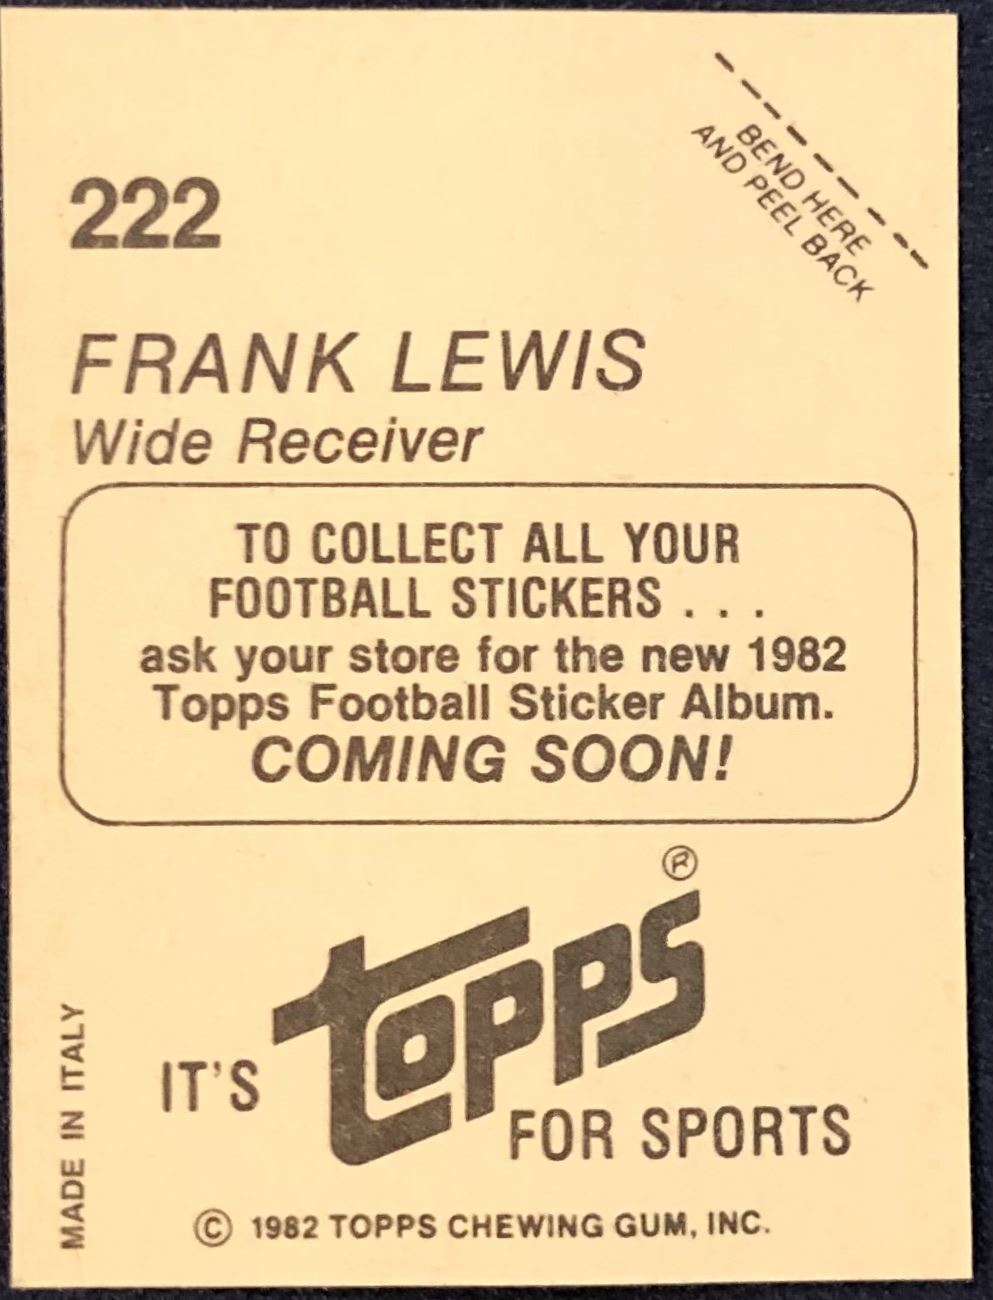 BEND HERE
AND PEEL BACK
222
FRANK LEWIS
Wide Receiver
TO COLLECT ALL YOUR
FOOTBALL STICKERS . . .
ask your store for the new 1982
Topps Football Sticker Album.
COMING SOON!
IT'S topps®
FOR SPORTS
MADE IN ITALY
© 1982 TOPPS CHEWING GUM, INC.